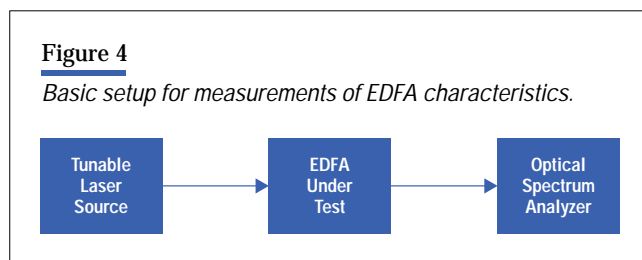 Figure 4
Basic setup for measurements of EDFA characteristics.
Tunable
Laser
Source
EDFA
Under
Test
Optical
Spectrum
Analyzer